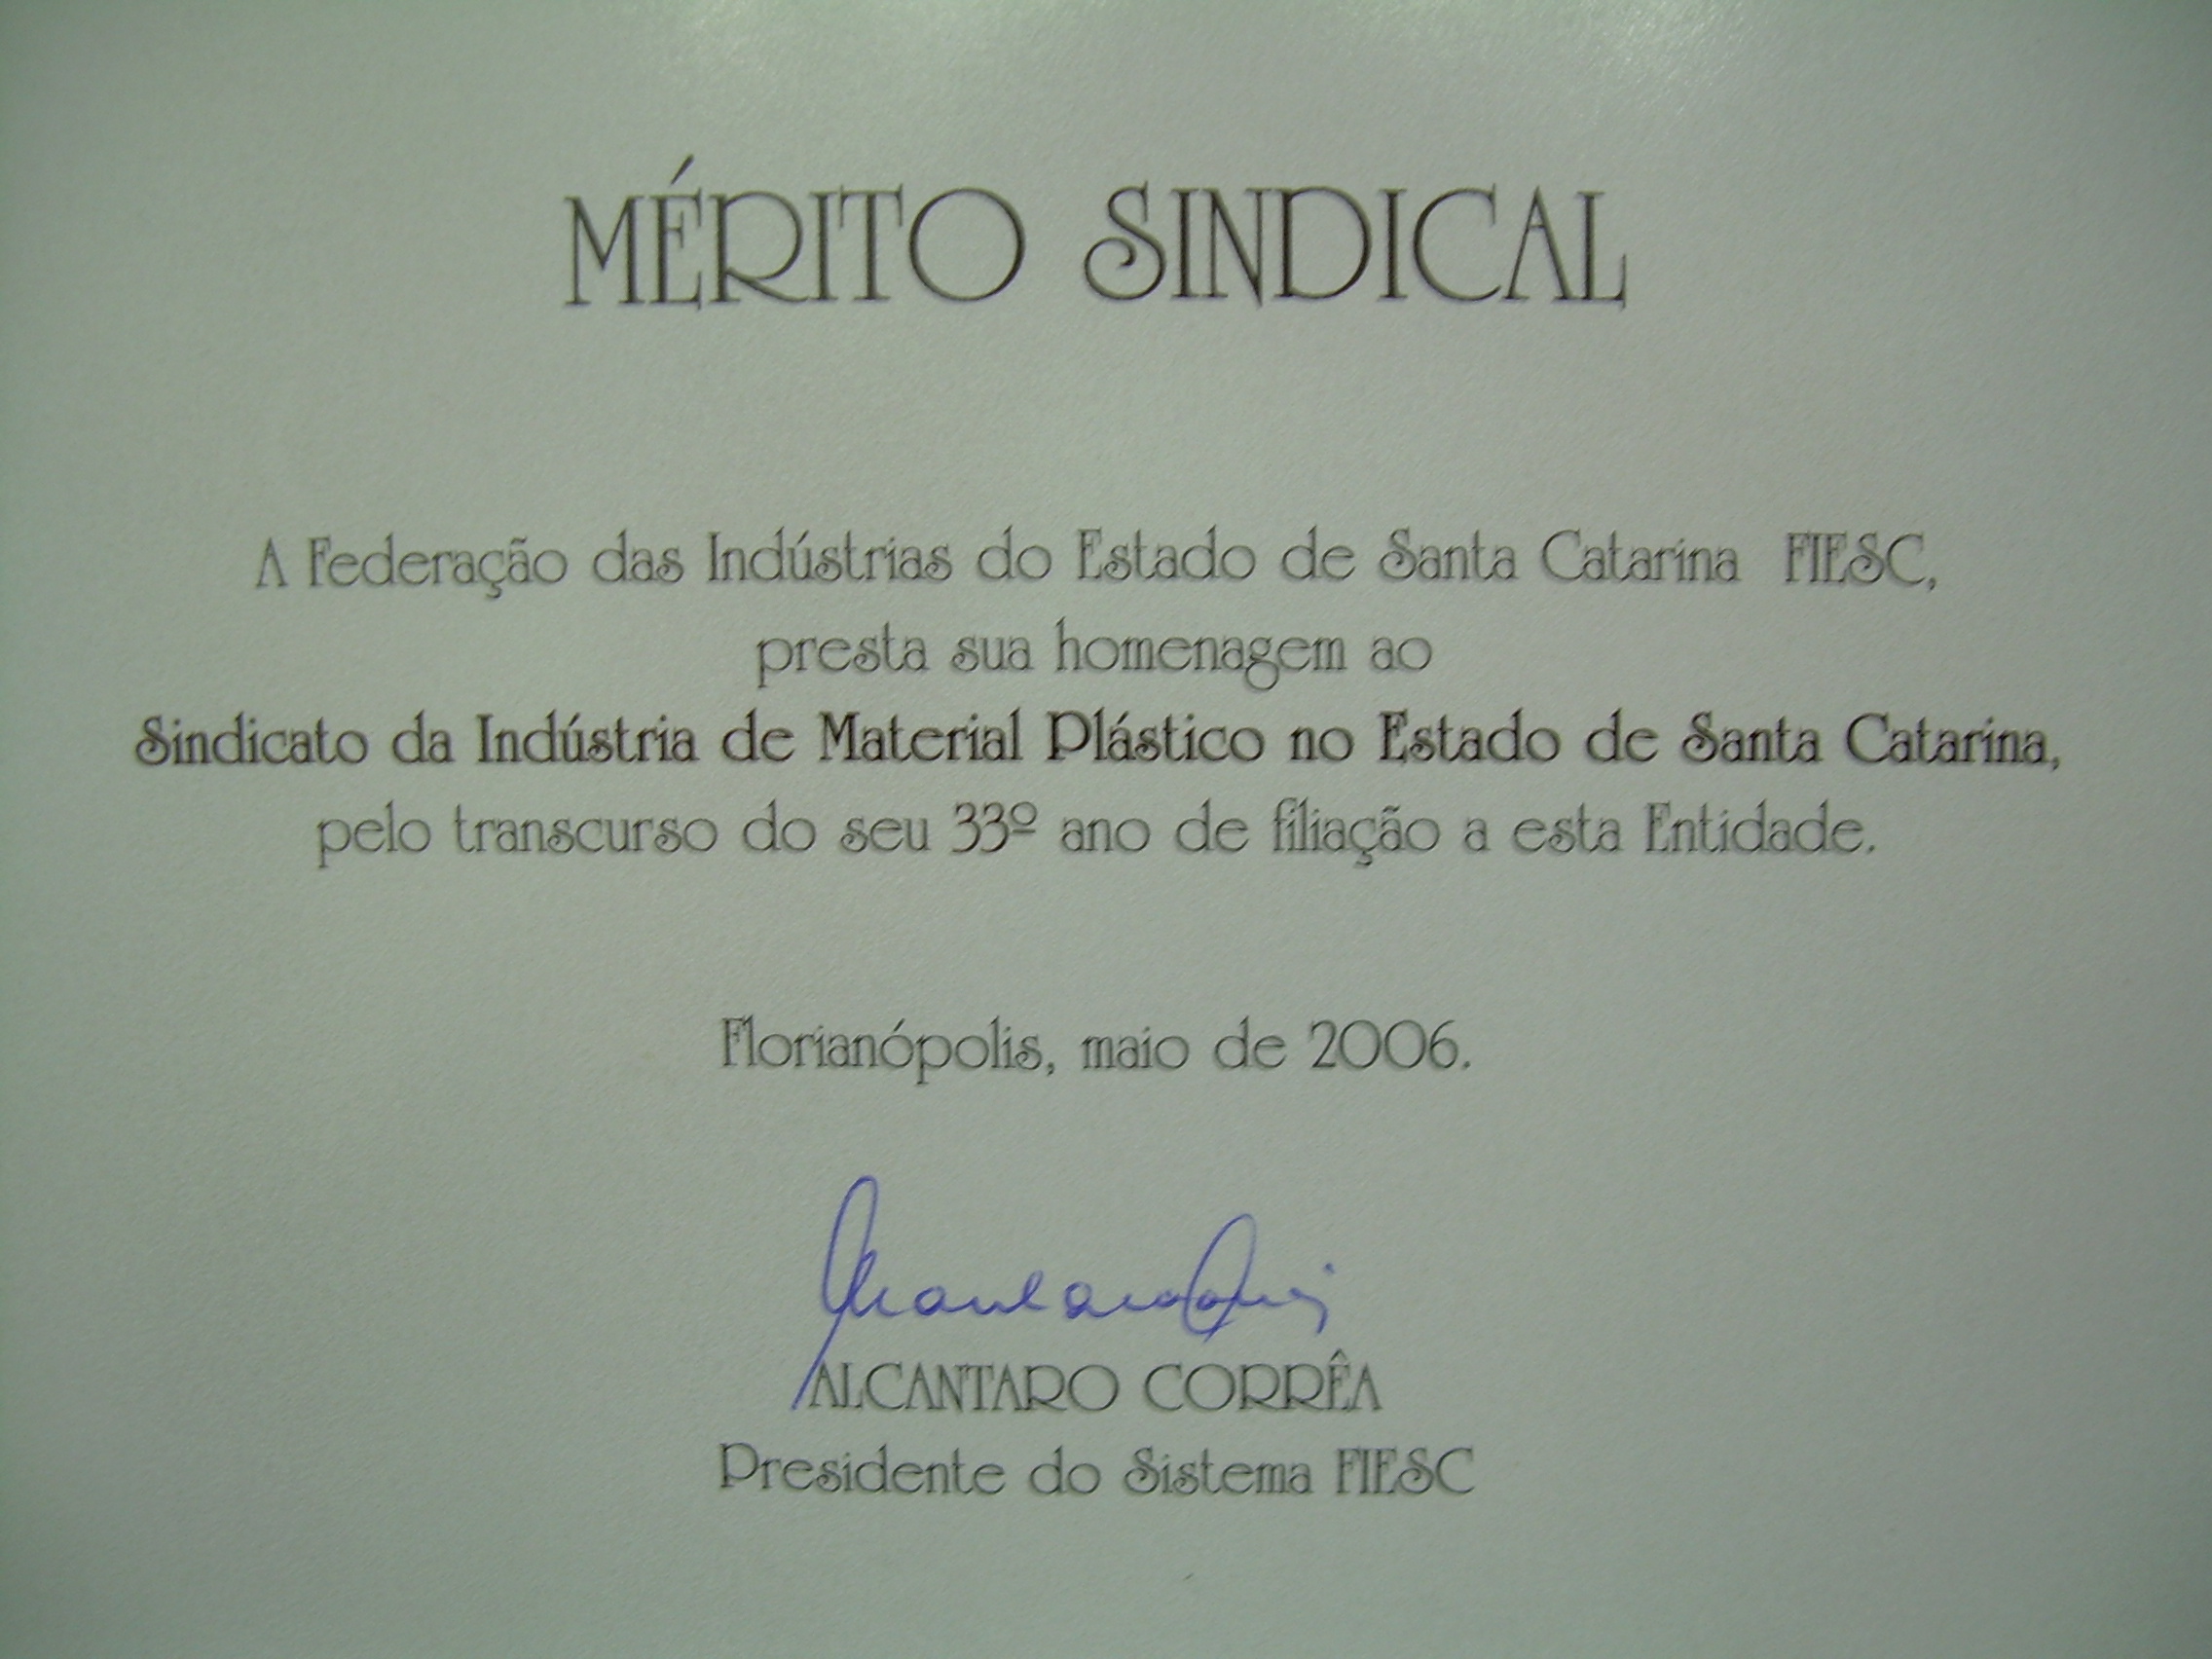 MÉRITO SINDICAL
A Federação das Indústrias do Estado de Santa Catarina FIESC,
presta sua homenagem ao
Sindicato da Indústria de Material Plástico no Estado de Santa Catarina,
pelo transcurso do seu 33º ano de filiação a esta Entidade.
Florianópolis, maio de 2006.
ALCANTARO CORRÊA
Presidente do Sistema FIESC